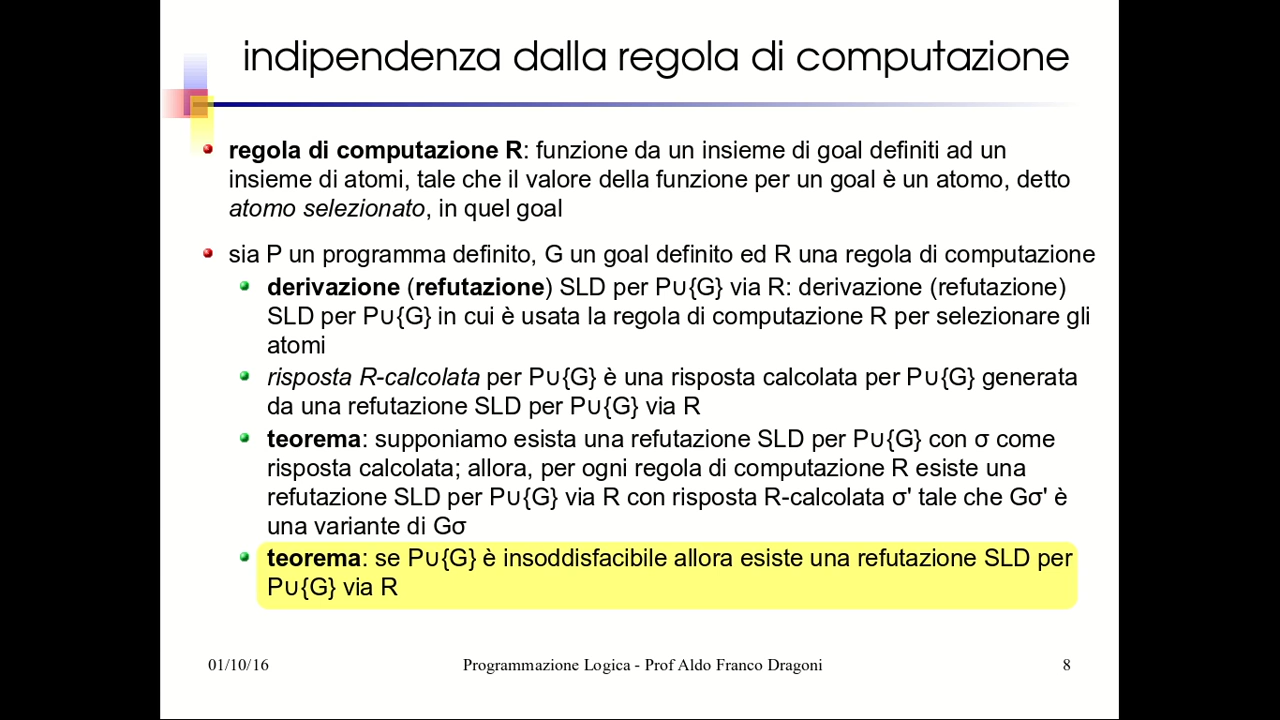 indipendenza dalla regola di computazione
regola di computazione R: funzione da un insieme di goal definiti ad un
insieme di atomi, tale che il valore della funzione per un goal è un atomo, detto
atomo selezionato, in quel goal
sia P un programma definito, G un goal definito ed R una regola di computazione
derivazione (refutazione) SLD per P∪{G} via R: derivazione (refutazione)
SLD per P∪{G} in cui è usata la regola di computazione R per selezionare gli
atomi
risposta R-calcolata per P∪{G} è una risposta calcolata per P∪{G} generata
da una refutazione SLD per P∪{G} via R
teorema: supponiamo esista una refutazione SLD per P∪{G} con σ come
risposta calcolata; allora, per ogni regola di computazione R esiste una
refutazione SLD per P∪{G} via R con risposta R-calcolata σ' tale che Gσ' è
una variante di Gσ
teorema: se P∪{G} è insoddisfacibile allora esiste una refutazione SLD per
P∪{G} via R
01/10/16 Programmazione Logica - Prof Aldo Franco Dragoni 8